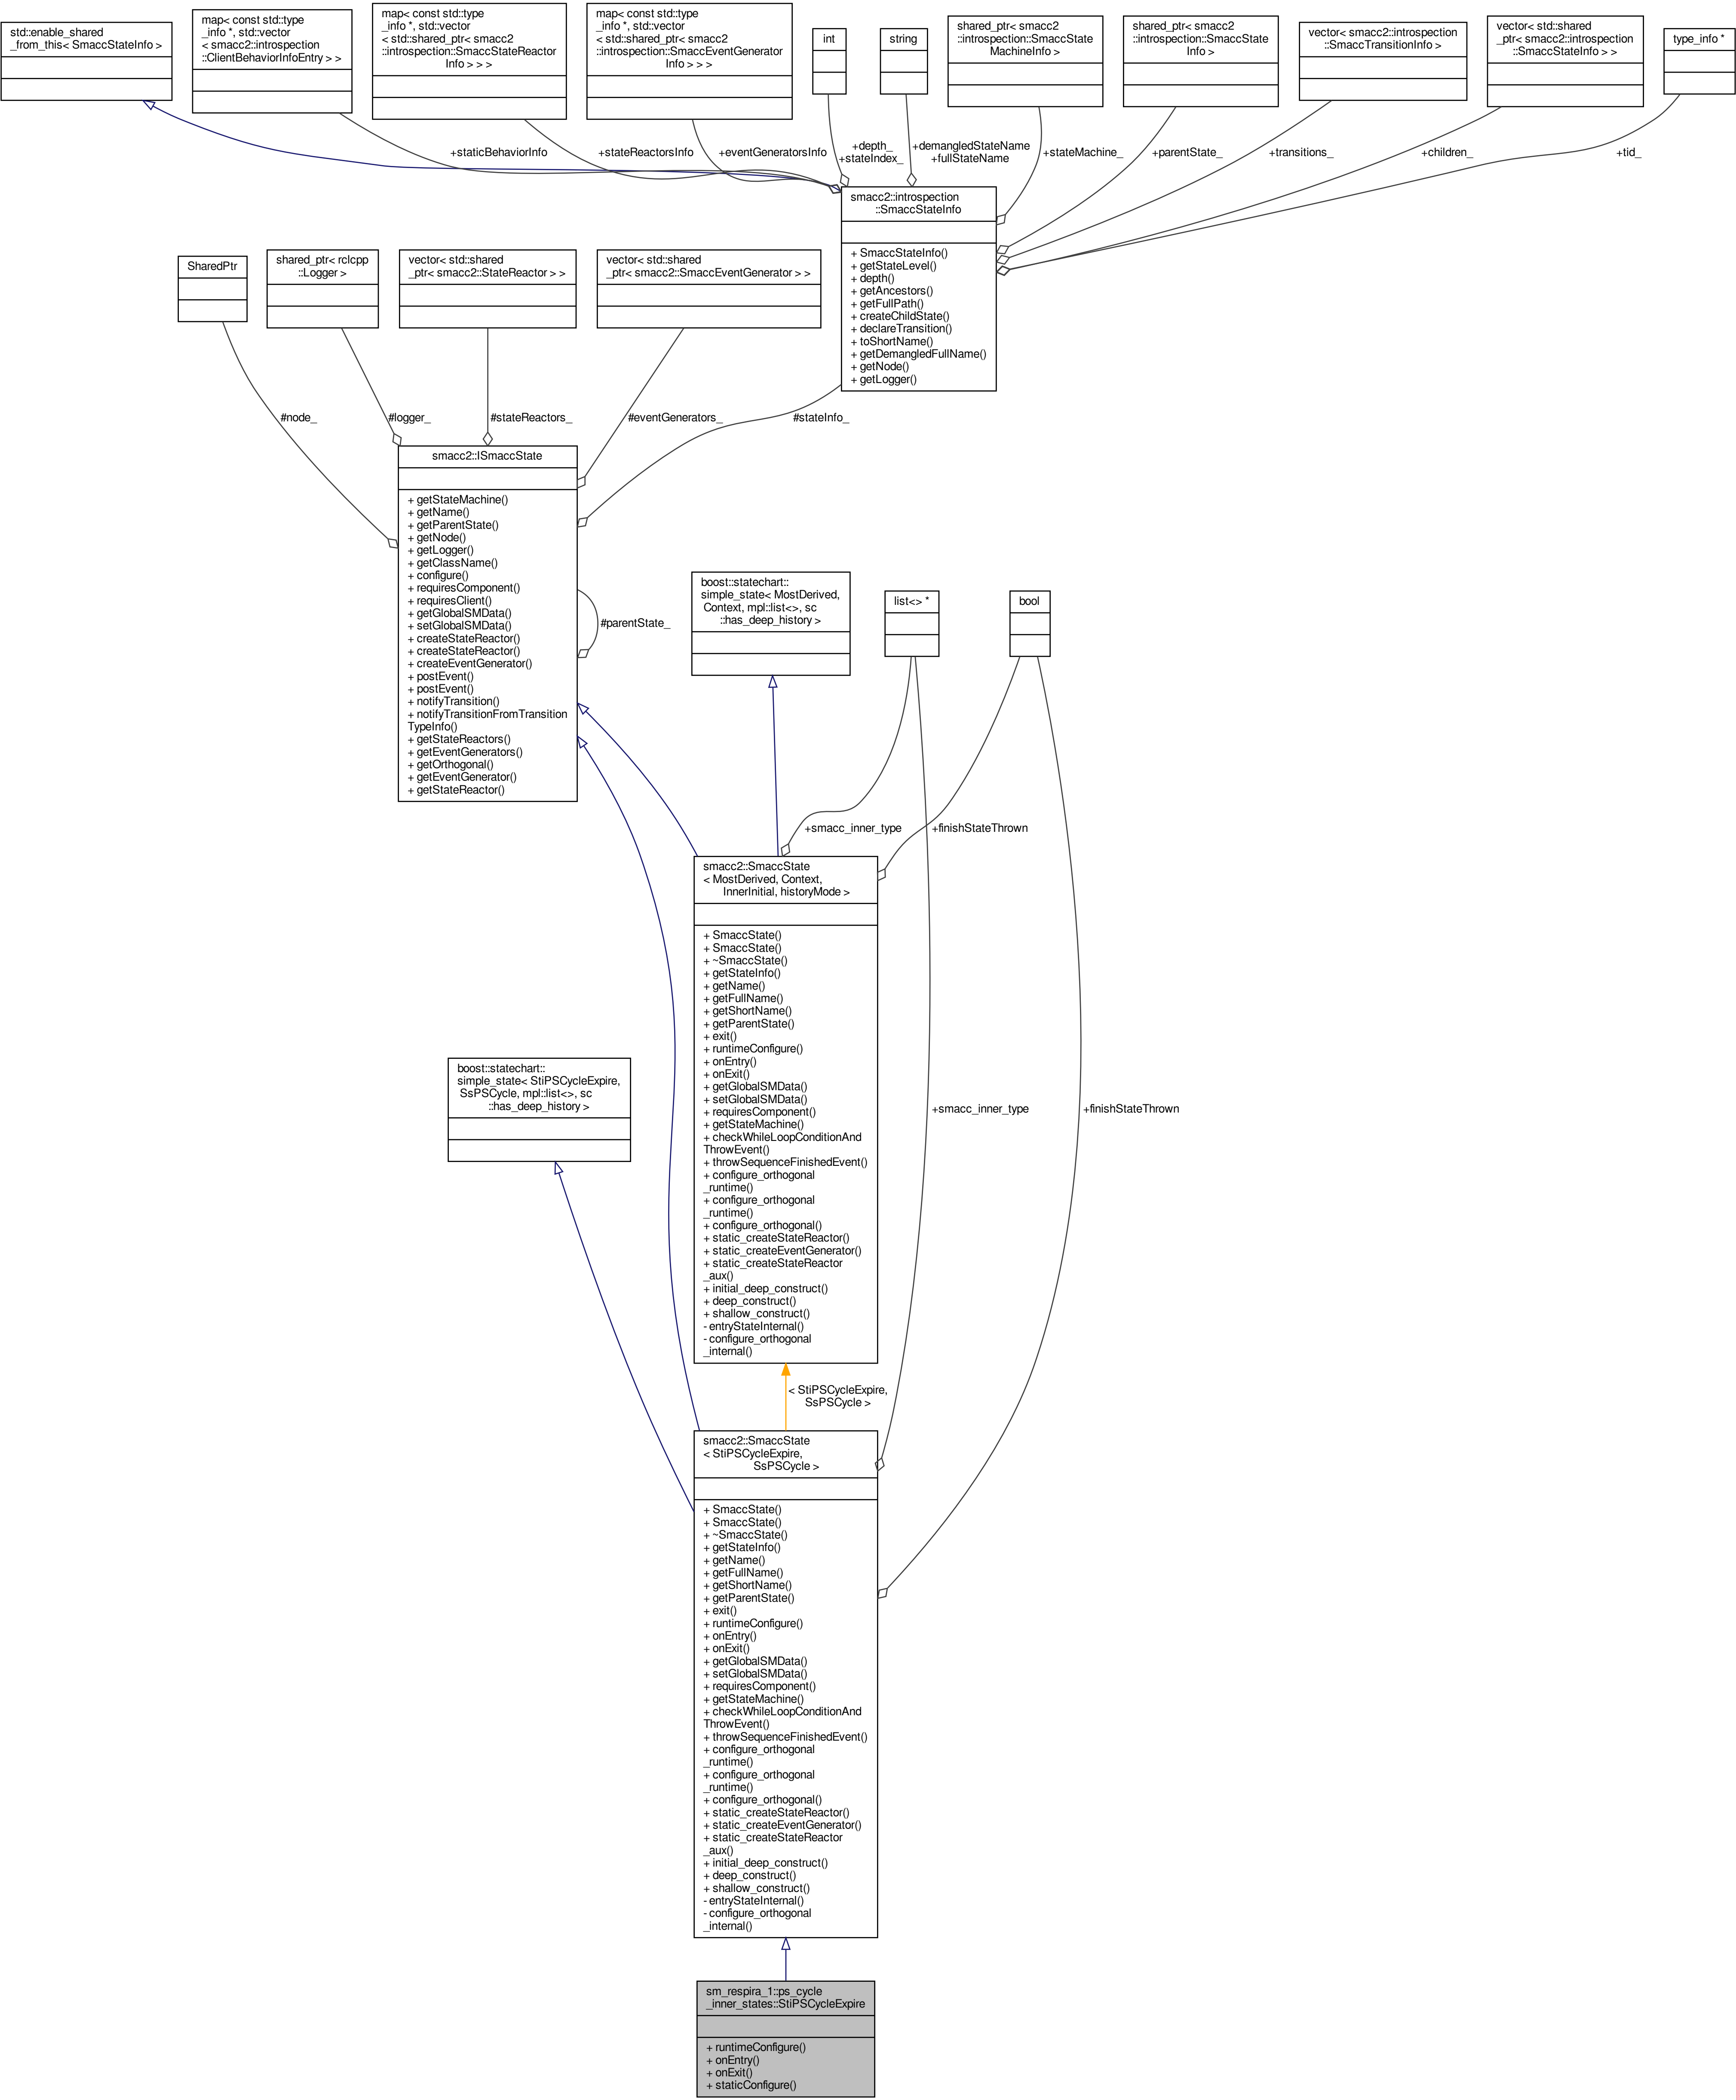 std::enable_shared
_from_this< SmaccStateInfo >
map< const std::type
_info *, std::vector
< smacc2::introspection
::ClientBehaviorInfoEntry > >
map< const std::type
_info *, std::vector
< std::shared_ptr< smacc2
::introspection::SmaccStateReactor
Info > > >
map< const std::type
_info *, std::vector
< std::shared_ptr< smacc2
::introspection::SmaccEventGenerator
Info > > >
int
string
shared_ptr< smacc2
::introspection::SmaccState
MachineInfo >
shared_ptr< smacc2
::introspection::SmaccState
Info >
vector< smacc2::introspection
::SmaccTransitionInfo >
vector< std::shared
_ptr< smacc2::introspection
::SmaccStateInfo > >
type_info *
+staticBehaviorInfo
+stateReactorsInfo
+eventGeneratorsInfo
+depth_
+stateIndex_
+demangledStateName
+fullStateName
+stateMachine_
+parentState_
+transitions_
+children_
+tid_
smacc2::introspection
::SmaccStateInfo
+ SmaccStateInfo()
+ getStateLevel()
+ depth()
+ getAncestors()
+ getFullPath()
+ createChildState()
+ declareTransition()
+ toShortName()
+ getDemangledFullName()
+ getNode()
+ getLogger()
SharedPtr
shared_ptr< rclcpp
::Logger >
vector< std::shared
_ptr< smacc2::StateReactor > >
vector< std::shared
_ptr< smacc2::SmaccEventGenerator > >
#node_
#logger_
#stateReactors_
#eventGenerators_
#stateInfo_
smacc2::ISmaccState
+ getStateMachine()
+ getName()
+ getParentState()
+ getNode()
+ getLogger()
+ getClassName()
+ configure()
+ requiresComponent()
+ requiresClient()
+ getGlobalSMData()
+ setGlobalSMData()
+ createStateReactor()
+ createStateReactor()
+ createEventGenerator()
+ postEvent()
+ postEvent()
+ notifyTransition()
+ notifyTransitionFromTransition
TypeInfo()
+ getStateReactors()
+ getEventGenerators()
+ getOrthogonal()
+ getEventGenerator()
+ getStateReactor()
#parentState_
boost::statechart::
simple_state< MostDerived,
Context, mpl::list<>, sc
::has_deep_history >
list<> *
bool
+smacc_inner_type
+finishStateThrown
smacc2::SmaccState
< MostDerived, Context,
InnerInitial, historyMode >
+ SmaccState()
+ SmaccState()
+ ~SmaccState()
+ getStateInfo()
+ getName()
+ getFullName()
+ getShortName()
+ getParentState()
+ exit()
+ runtimeConfigure()
+ onEntry()
+ onExit()
+ getGlobalSMData()
+ setGlobalSMData()
+ requiresComponent()
+ getStateMachine()
+ checkWhileLoopConditionAnd
ThrowEvent()
+ throwSequenceFinishedEvent()
+ configure_orthogonal
_runtime()
+ configure_orthogonal
_runtime()
+ configure_orthogonal()
+ static_createStateReactor()
+ static_createEventGenerator()
+ static_createStateReactor
_aux()
+ initial_deep_construct()
+ deep_construct()
+ shallow_construct()
- entryStateInternal()
- configure_orthogonal
_internal()
boost::statechart::
simple_state< StiPSCycleExpire,
SsPSCycle, mpl::list<>, sc
::has_deep_history >
+smacc_inner_type
+finishStateThrown
< StiPSCycleExpire,
SsPSCycle >
smacc2::SmaccState
< StiPSCycleExpire,
SsPSCycle >
+ SmaccState()
+ SmaccState()
+ ~SmaccState()
+ getStateInfo()
+ getName()
+ getFullName()
+ getShortName()
+ getParentState()
+ exit()
+ runtimeConfigure()
+ onEntry()
+ onExit()
+ getGlobalSMData()
+ setGlobalSMData()
+ requiresComponent()
+ getStateMachine()
+ checkWhileLoopConditionAnd
ThrowEvent()
+ throwSequenceFinishedEvent()
+ configure_orthogonal
_runtime()
+ configure_orthogonal
_runtime()
+ configure_orthogonal()
+ static_createStateReactor()
+ static_createEventGenerator()
+ static_createStateReactor
_aux()
+ initial_deep_construct()
+ deep_construct()
+ shallow_construct()
- entryStateInternal()
- configure_orthogonal
_internal()
sm_respira_1::ps_cycle
_inner_states::StiPSCycleExpire
+ runtimeConfigure()
+ onEntry()
+ onExit()
+ staticConfigure()